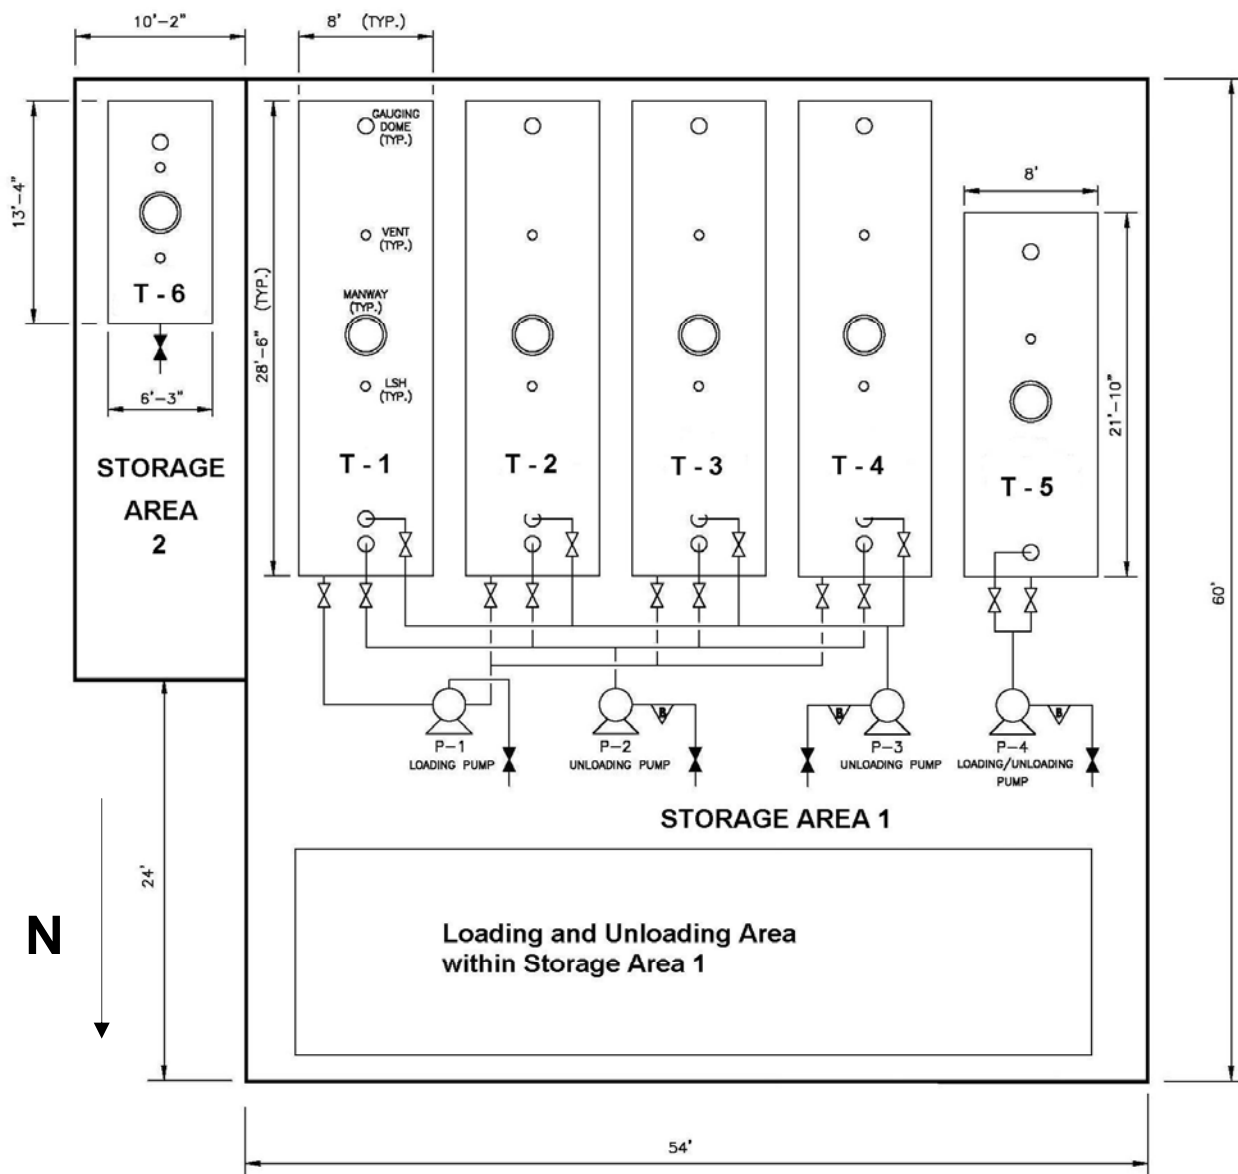 10'-2"
8' (TYP.)
GAUGING
DOME
(TYP.)
8'
13'-4"
VENT
(TYP.)
T - 6
28'-6" (TYP.)
MANWAY
(TYP.)
6'-3"
LSH
(TYP.)
21'-10"
STORAGE
AREA
2
T - 1
T - 2
T - 3
T - 4
T - 5
60'
B
B
B
P-1
LOADING PUMP
P-2
UNLOADING PUMP
P-3
UNLOADING PUMP
P-4
LOADING/UNLOADING
PUMP
STORAGE AREA 1
24'
N
Loading and Unloading Area
within Storage Area 1
54'